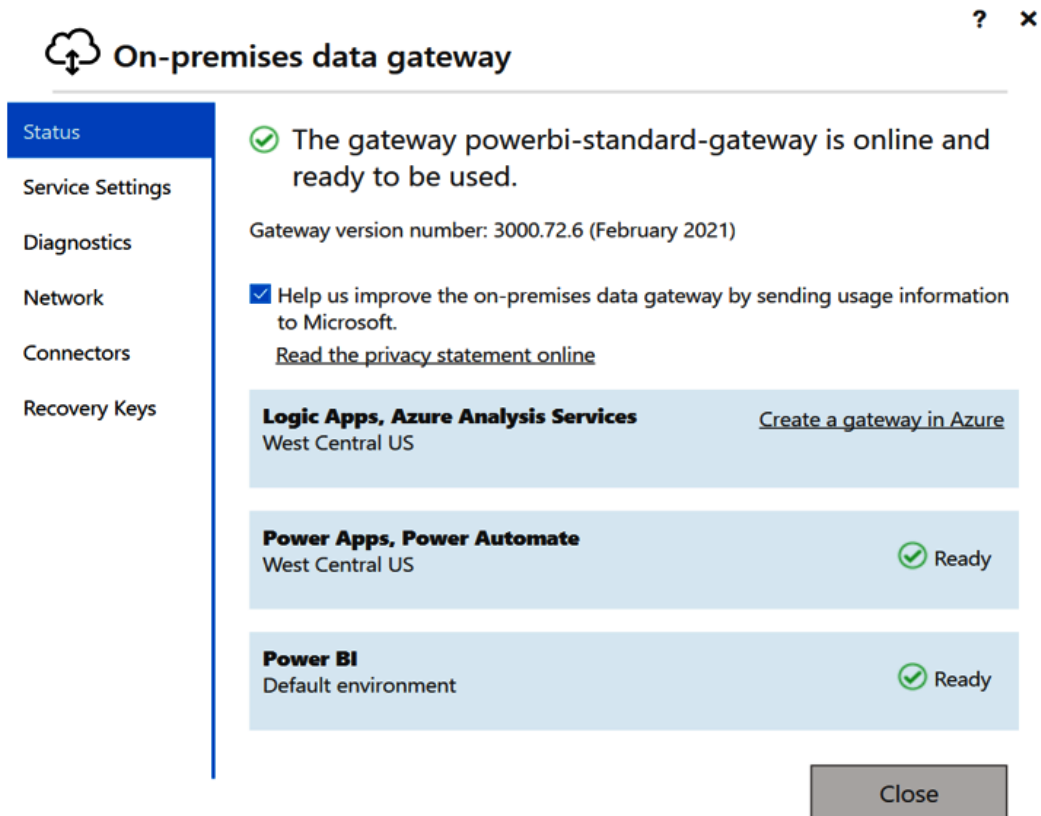 ? ×
On-premises data gateway
Status
Service Settings
Diagnostics
Network
Connectors
Recovery Keys
The gateway powerbi-standard-gateway is online and
ready to be used.
Gateway version number: 3000.72.6 (February 2021)
Help us improve the on-premises data gateway by sending usage information
to Microsoft.
Read the privacy statement online
Logic Apps, Azure Analysis Services
Create a gateway in Azure
West Central US
Power Apps, Power Automate
West Central US
Ready
Power BI
Default environment
Ready
Close